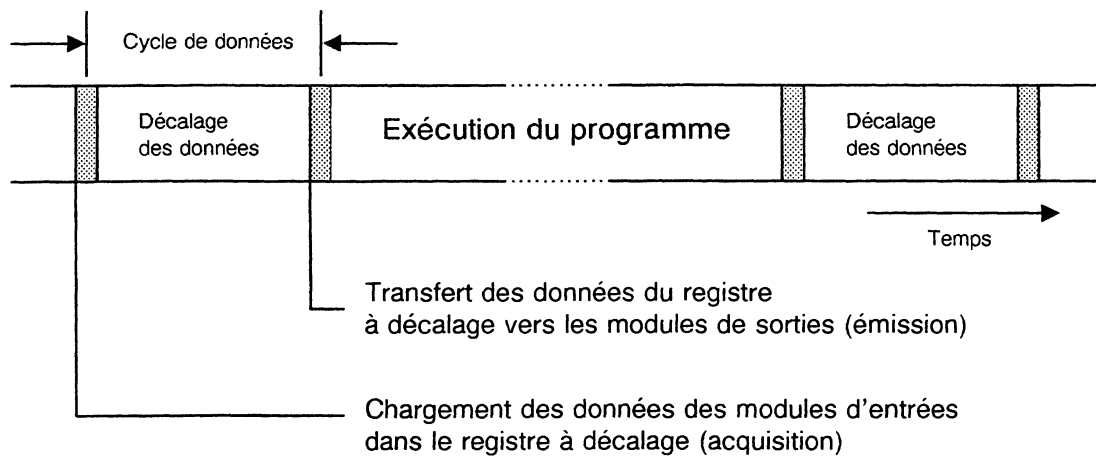 Cycle de données
Décalage
des données
Exécution du programme
Décalage
des données
Temps
Transfert des données du registre
à décalage vers les modules de sorties (émission)
Chargement des données des modules d'entrées
dans le registre à décalage (acquisition)